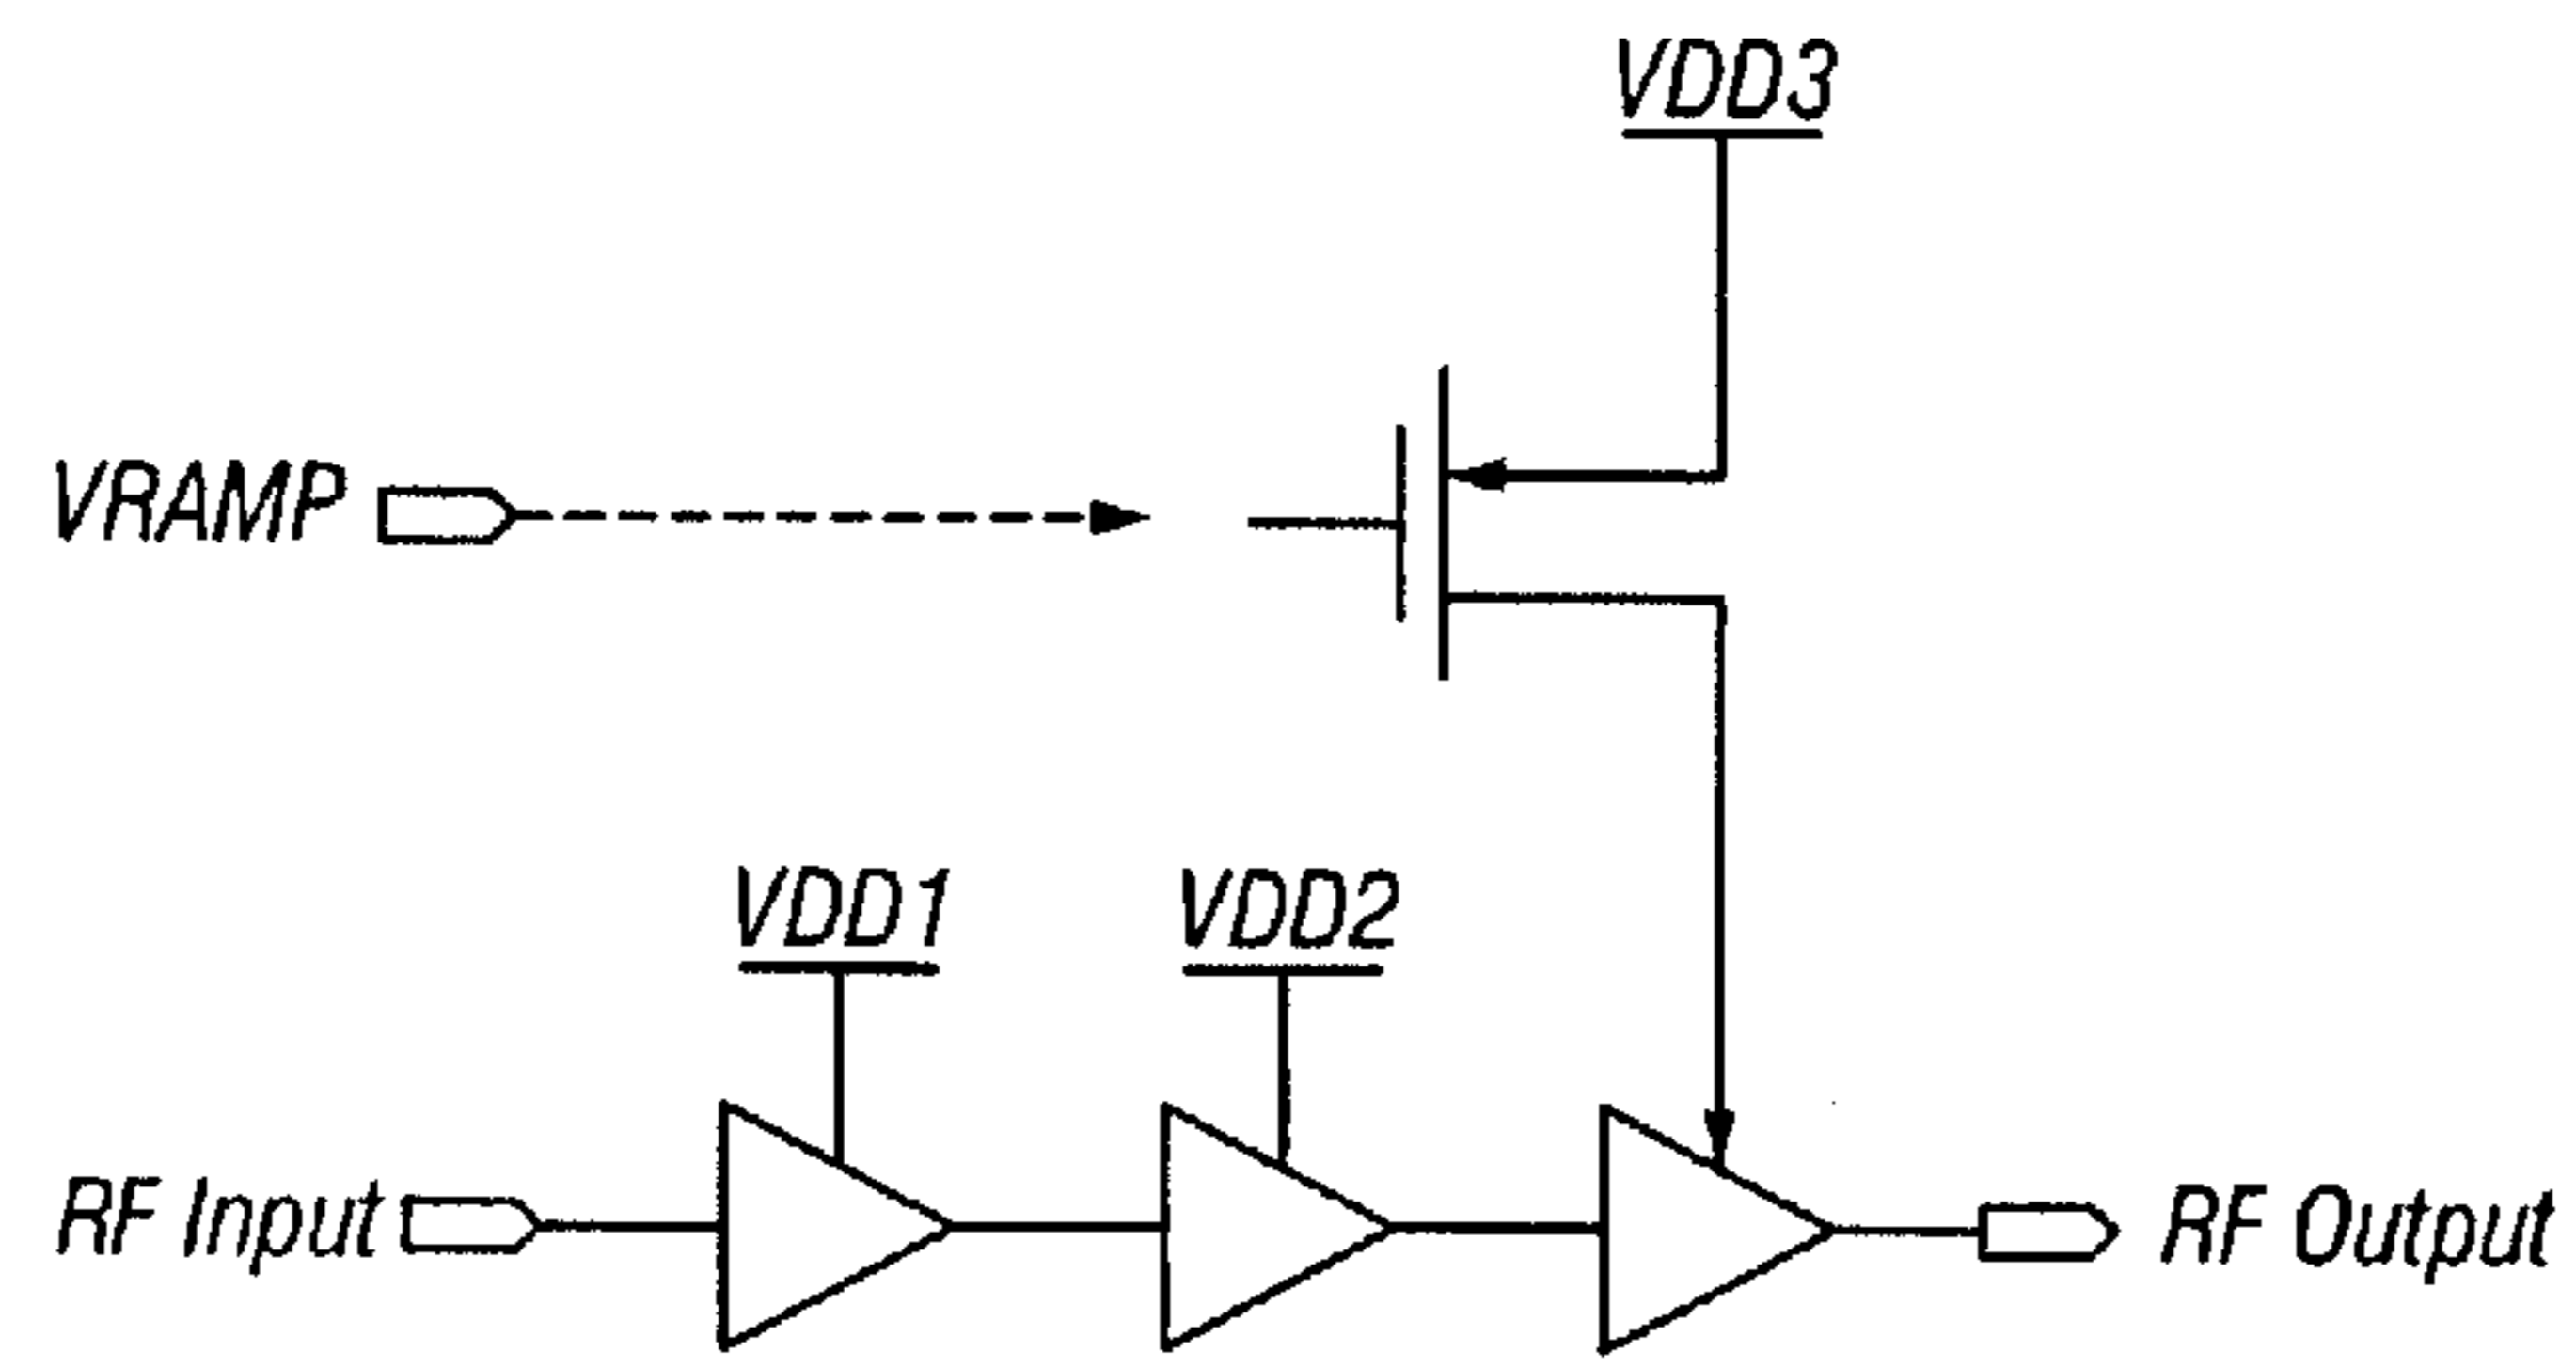 VDD3
VRAMP
VDD1
VDD2
RF Input
RF Output